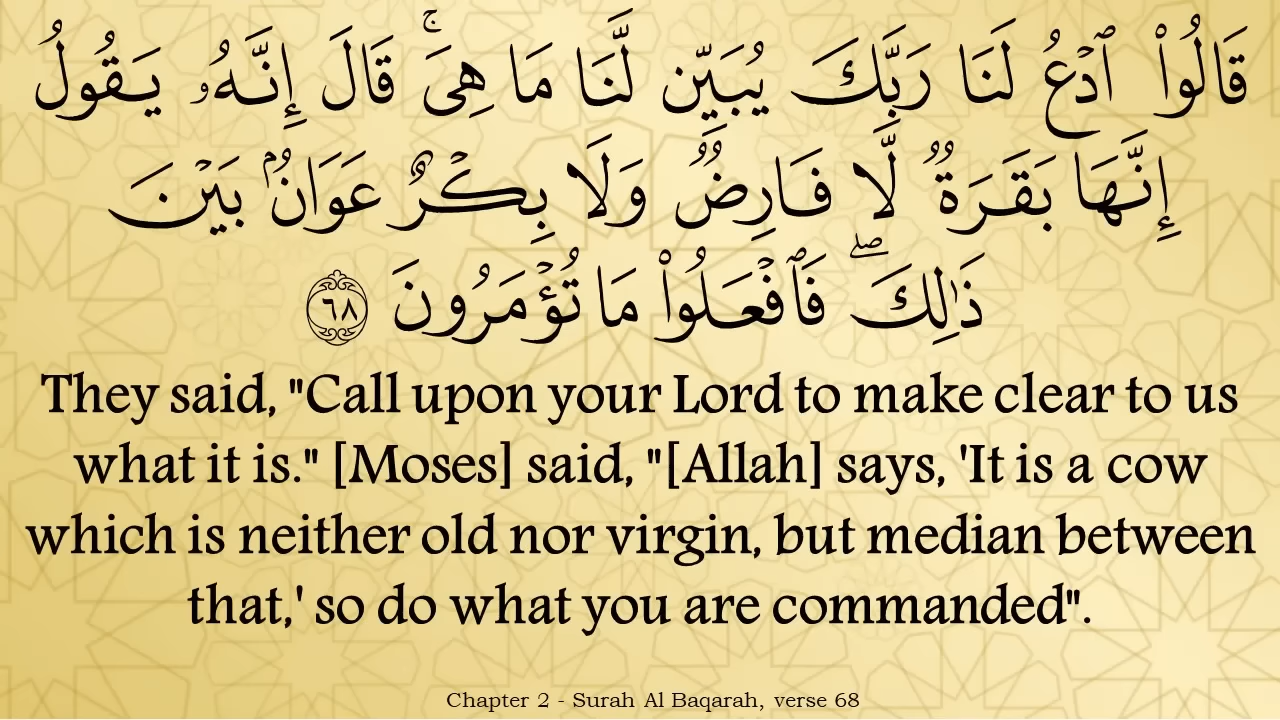 قَالُوا۟ ٱدْعُ لَنَا رَبَّكَ يُبَيِّن لَّنَا مَا هِىَ ۚ قَالَ إِنَّهُۥ يَقُولُ
إِنَّهَا بَقَرَةٌ لَّا فَارِضٌ وَلَا بِكْرٌ عَوَانٌۢ بَيْنَ
ذَٰلِكَ ۖ فَٱفْعَلُوا۟ مَا تُؤْمَرُونَ ٦٨
They said, "Call upon your Lord to make clear to us
what it is." [Moses] said, "[Allah] says, 'It is a cow
which is neither old nor virgin, but median between
that,' so do what you are commanded".
Chapter 2 - Surah Al Baqarah, verse 68